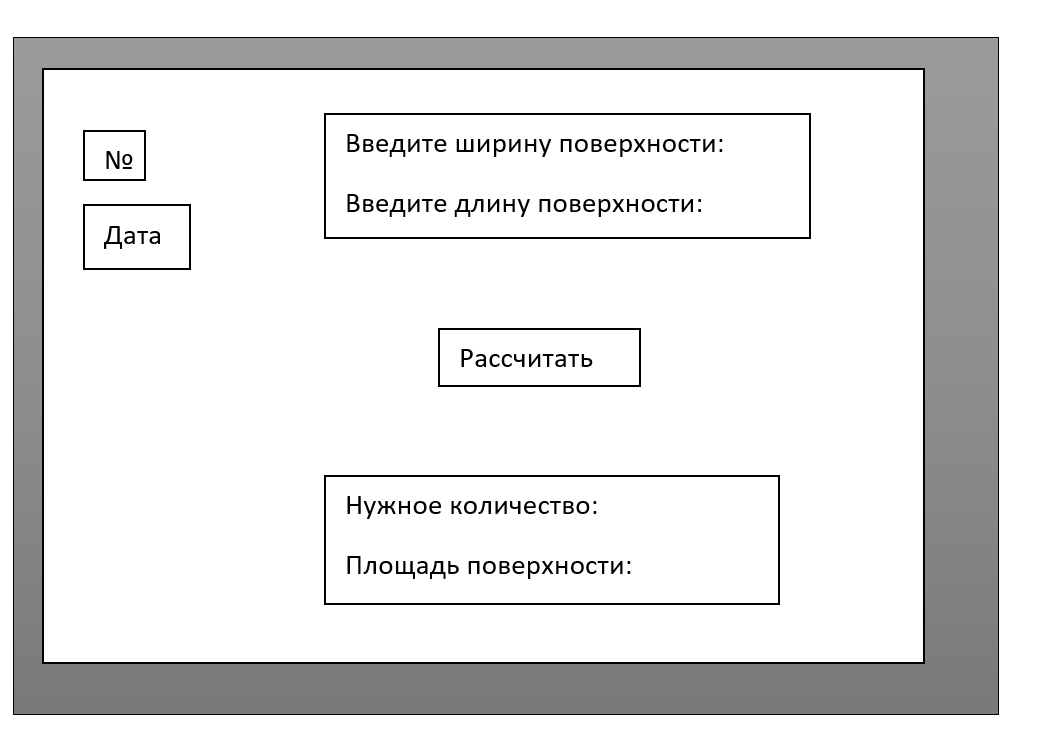 №
Дата
Введите ширину поверхности:
Введите длину поверхности:
Рассчитать
Нужное количество:
Площадь поверхности: